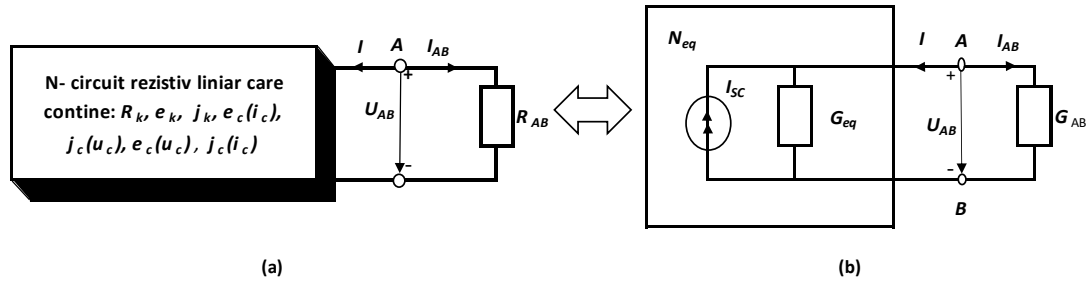 N- circuit rezistiv liniar care
contine: R k, e k, j k, e c(i c),
j c(u c), e c(u c) , j c(i c)
I
A
I AB
+
U AB
R AB
-
N eq
I SC
G eq
I
A
I AB
+
U AB
G AB
-
B
(a)
(b)